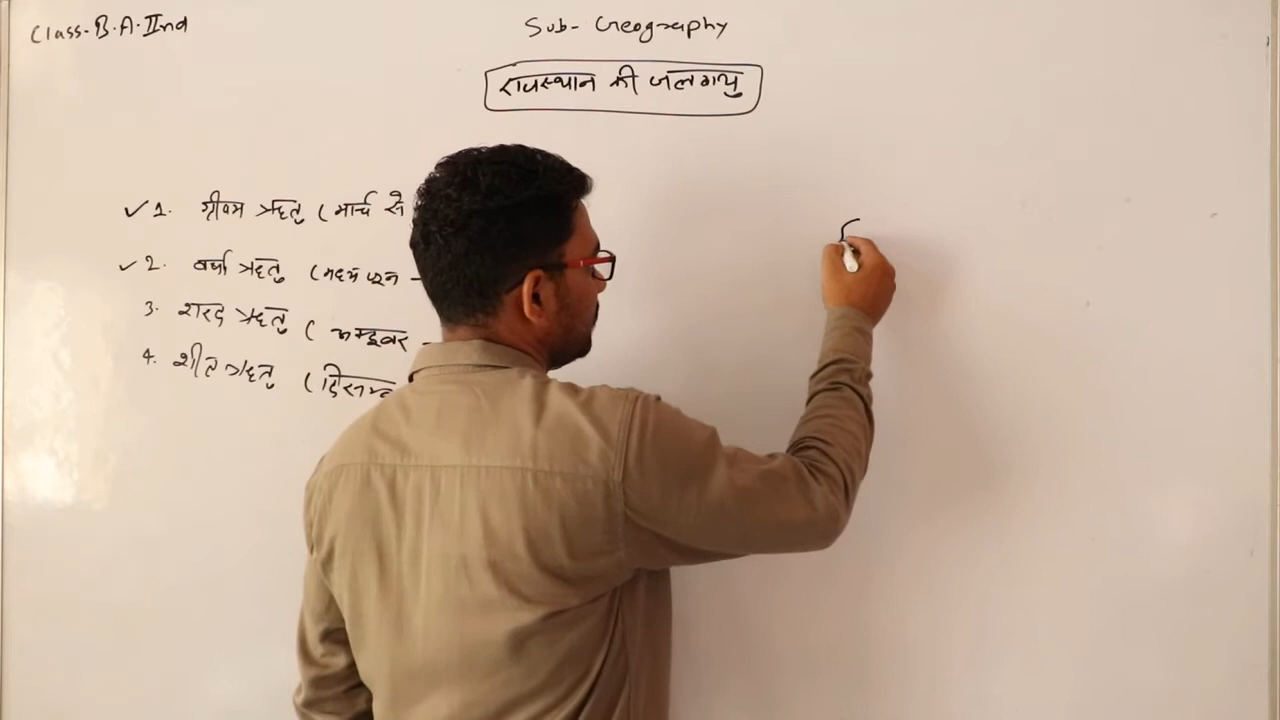 Class-B.A.IInd
Sub- Geography
राजस्थान की जलवायु
✓ 1. ग्रीष्म ऋतु ( मार्च से
✓ 2. वर्षा ऋतु (मध्य जून -
3. शरद ऋतु ( अक्टूबर -
4. शीत ऋतु (दिसम्ब